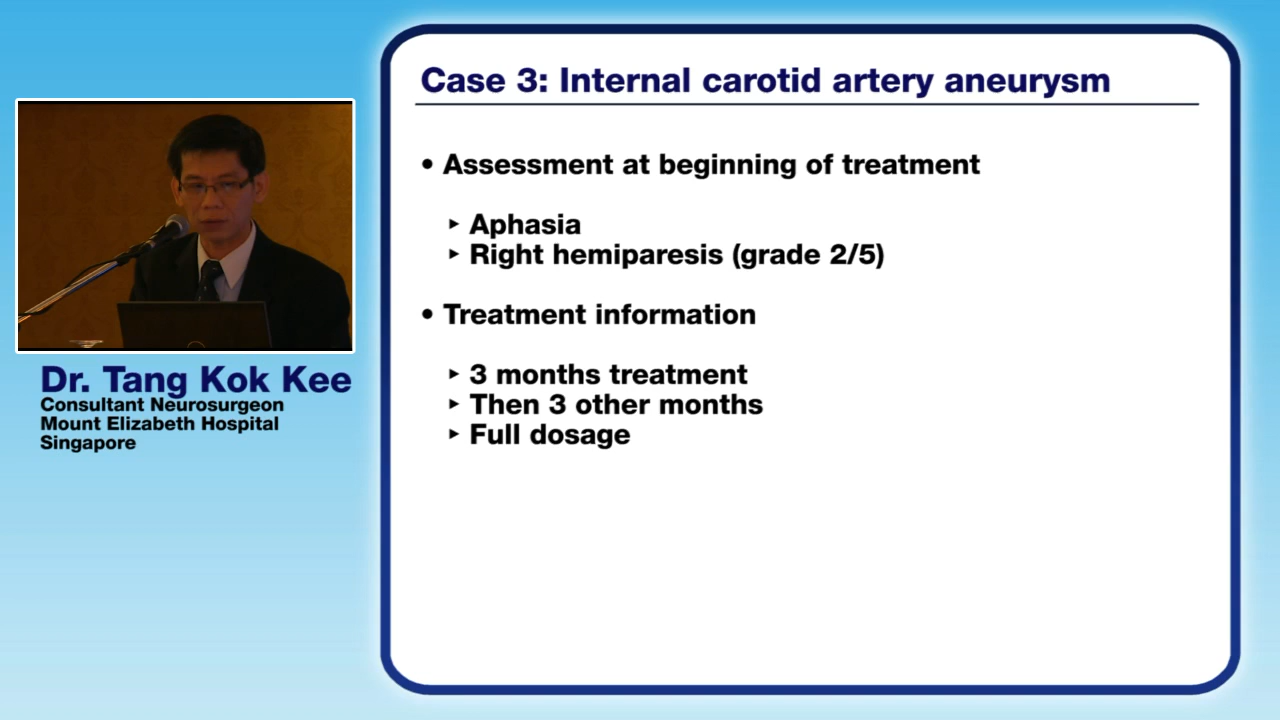 Case 3: Internal carotid artery aneurysm
• Assessment at beginning of treatment
‣ Aphasia
‣ Right hemiparesis (grade 2/5)
• Treatment information
‣ 3 months treatment
‣ Then 3 other months
‣ Full dosage
Dr. Tang Kok Kee
Consultant Neurosurgeon
Mount Elizabeth Hospital
Singapore